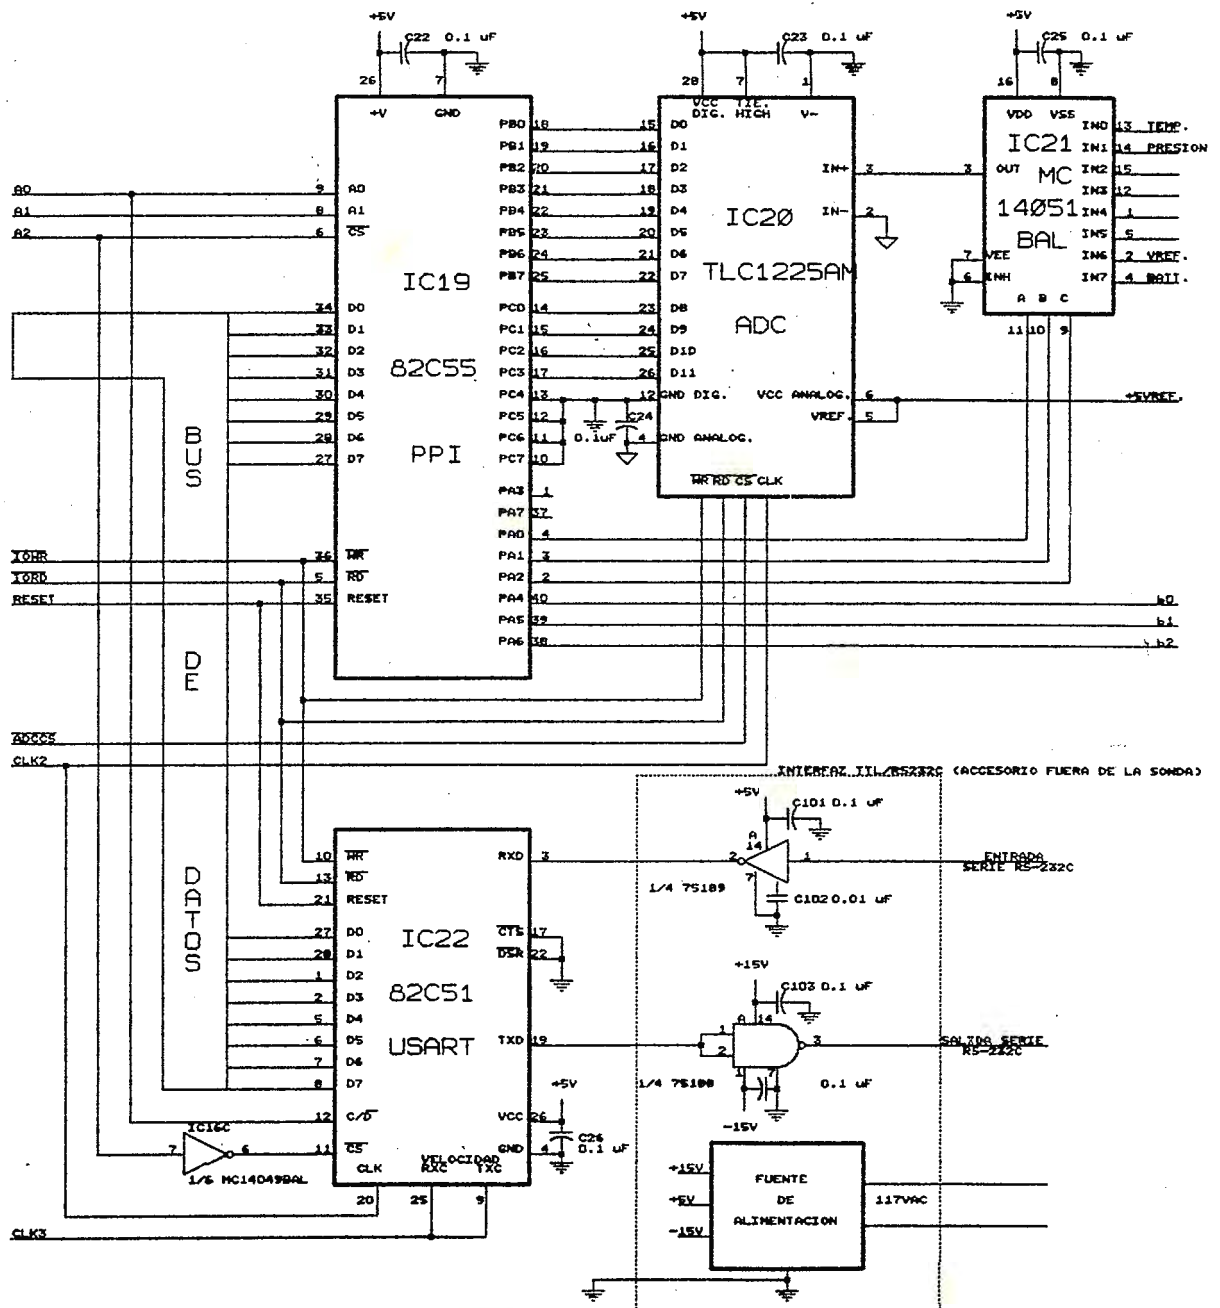 +5V
C22 0.1 uF
26
7
+V GND
+5V
C23 0.1 uF
28
7
1
VCC DIG.
TIE. HIGH
V-
+5V
C25 0.1 uF
16
8
VDD VSS
A0
A1
A2
9 A0
8 A1
6 CS
34 D0
33 D1
32 D2
31 D3
30 D4
29 D5
28 D6
27 D7
IOWR
IORD
RESET
36 WR
5 RD
35 RESET
IC19
82C55
PPI
PB0 18
PB1 19
PB2 20
PB3 21
PB4 22
PB5 23
PB6 24
PB7 25
PC0 14
PC1 15
PC2 16
PC3 17
PC4 13
PC5 12
PC6 11
PC7 10
PA3 1
PA7 37
PA0 4
PA1 3
PA2 2
PA4 40
PA5 39
PA6 38
b0
b1
b2
15 D0
16 D1
17 D2
18 D3
19 D4
20 D5
21 D6
22 D7
23 D8
24 D9
25 D10
26 D11
12 GND DIG.
C24
0.1uF
4 GND ANALOG.
IC20
TLC1225AM
ADC
IN+ 3
IN- 2
VCC ANALOG. 6
VREF. 5
WR RD CS CLK
+5VREF.
IC21
MC
14051
BAL
3 OUT
7 VEE
6 INH
IN0 13 TEMP.
IN1 14 PRESION
IN2 15
IN3 12
IN4 1
IN5 5
IN6 2 VREF.
IN7 4 BATT.
A B C
11 10 9
BUS
DE
DATOS
ADCCS
CLK2
INTERFAZ TTL/RS232C (ACCESORIO FUERA DE LA SONDA)
+5V
C101 0.1 uF
A
14
2
1
7
1/4 75189
C102 0.01 uF
ENTRADA
SERIE RS-232C
10 WR
13 RD
21 RESET
27 D0
28 D1
1 D2
2 D3
5 D4
6 D5
7 D6
8 D7
12 C/D
11 CS
IC22
82C51
USART
RXD 3
CTS 17
DSR 22
TXD 19
VCC 26
GND 4
+5V
C26
0.1 uF
VELOCIDAD
CLK RXC TXC
20 25 9
IC16C
7
6
1/6 MC14049BAL
CLK3
+15V
C103 0.1 uF
A
14
1
2
3
1
7
1/4 75188
0.1 uF
-15V
SALIDA SERIE
RS-232C
+15V
+5V
-15V
FUENTE
DE
ALIMENTACION
117VAC